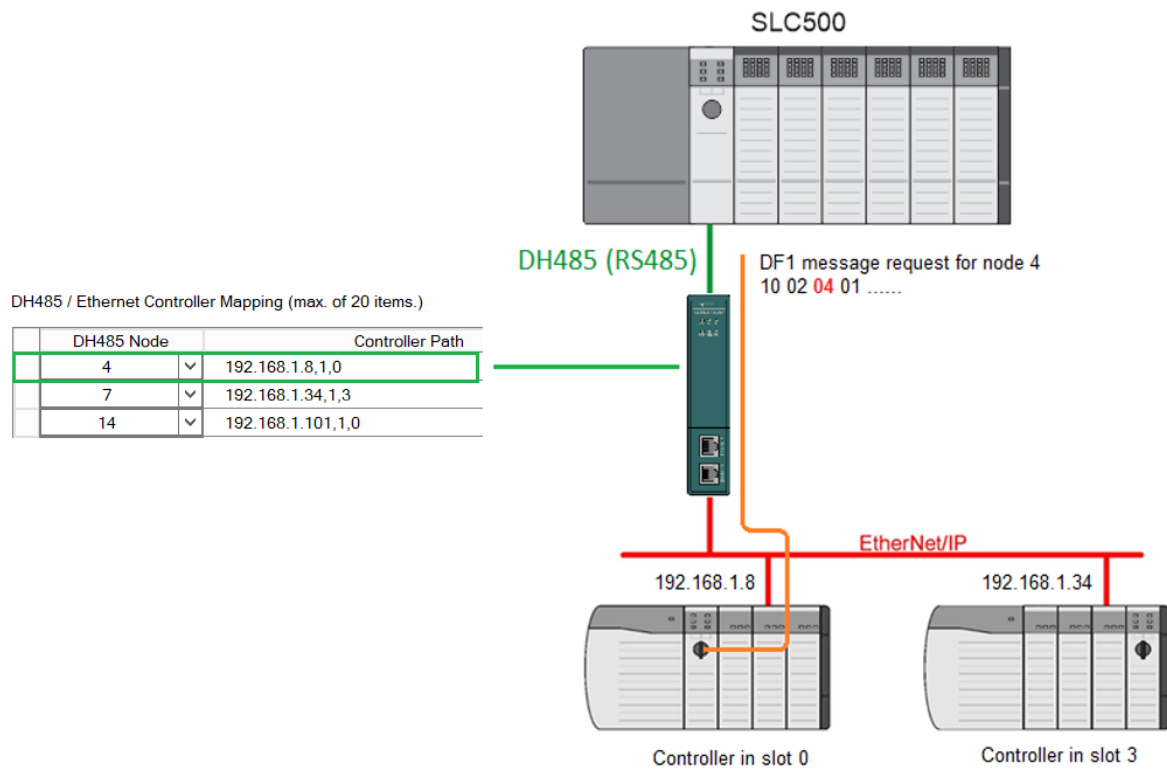 SLC500
DH485 (RS485)
DF1 message request for node 4
10 02 04 01 ......
DH485 / Ethernet Controller Mapping (max. of 20 items.)
DH485 Node Controller Path
4 192.168.1.8,1,0
7 192.168.1.34,1,3
14 192.168.1.101,1,0
EtherNet/IP
192.168.1.8
192.168.1.34
Controller in slot 0
Controller in slot 3